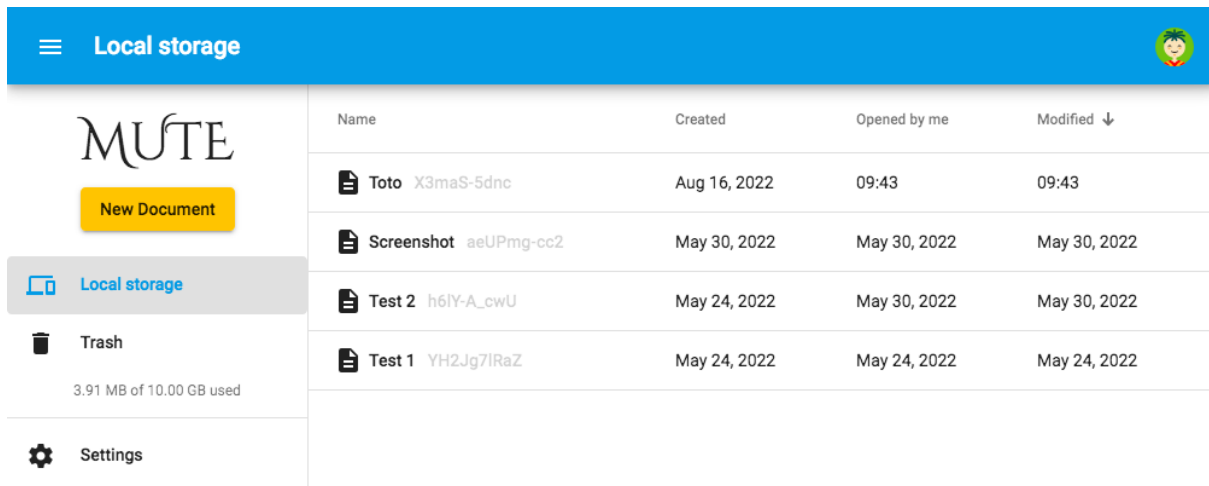 Local storage
MUTE
New Document
Local storage
Trash
3.91 MB of 10.00 GB used
Settings
Name Created Opened by me Modified
Toto X3maS-5dnc Aug 16, 2022 09:43 09:43
Screenshot aeUPmg-cc2 May 30, 2022 May 30, 2022 May 30, 2022
Test 2 h6lY-A_cwU May 24, 2022 May 30, 2022 May 30, 2022
Test 1 YH2Jg7lRaZ May 24, 2022 May 24, 2022 May 24, 2022